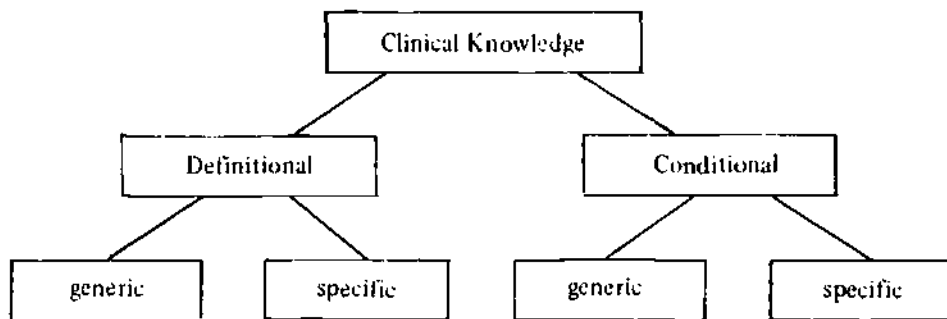 Clinical Knowledge
Definitional
Conditional
generic
specific
generic
specific